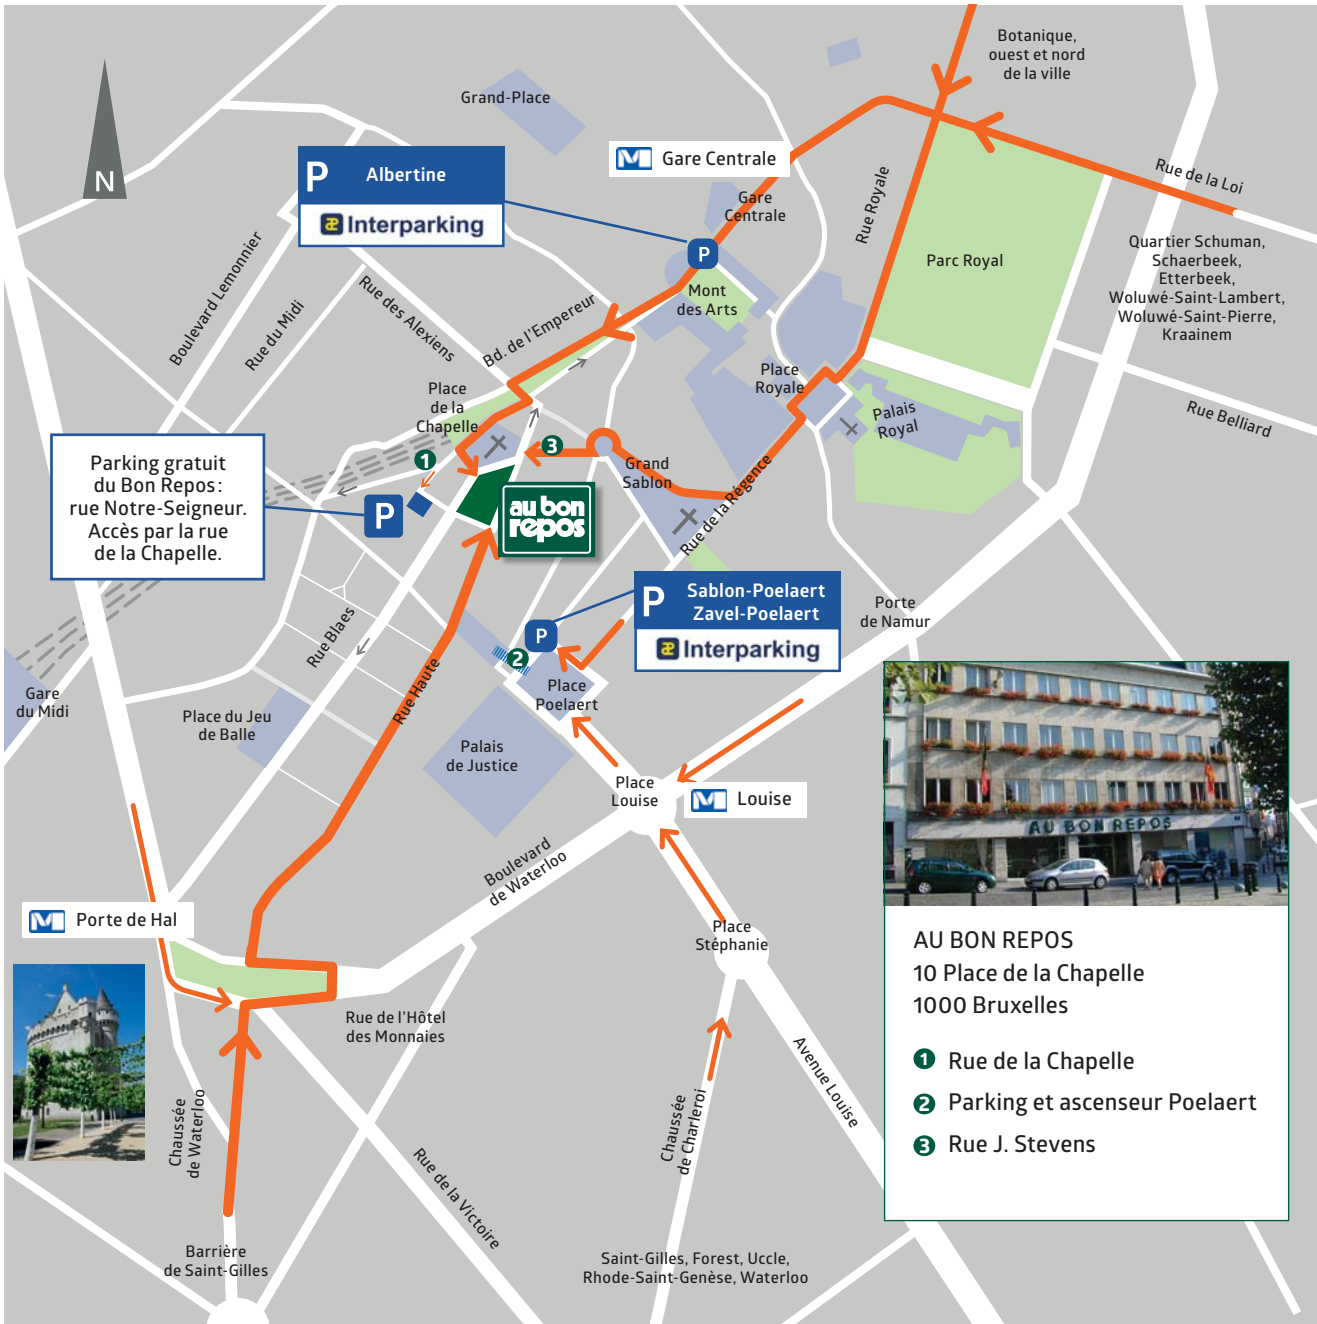 Botanique,
ouest et nord
de la ville
Grand-Place
N
P Albertine
Interparking
Gare Centrale
Gare
Centrale
Rue Royale
Rue de la Loi
Parc Royal
Quartier Schuman,
Schaerbeek,
Etterbeek,
Woluwé-Saint-Lambert,
Woluwé-Saint-Pierre,
Kraainem
Boulevard Lemonnier
Rue du Midi
Rue des Alexiens
Bd. de l'Empereur
P
Mont
des Arts
Place
Royale
Palais
Royal
Rue Belliard
Place
de la
Chapelle
1
3
Grand
Sablon
Rue de la Régence
Parking gratuit
du Bon Repos:
rue Notre-Seigneur.
Accès par la rue
de la Chapelle.
P
au bon
repos
P Sablon-Poelaert
Zavel-Poelaert
Interparking
Porte
de Namur
P
2
Rue Blaes
Rue Haute
Gare
du Midi
Place du Jeu
de Balle
Place
Poelaert
Palais
de Justice
Place
Louise
Louise
Boulevard
de Waterloo
Porte de Hal
Place
Stéphanie
Rue de l'Hôtel
des Monnaies
Chaussée
de Waterloo
Rue de la Victoire
Chaussée
de Charleroi
Avenue Louise
Barrière
de Saint-Gilles
Saint-Gilles, Forest, Uccle,
Rhode-Saint-Genèse, Waterloo
AU BON REPOS
AU BON REPOS
10 Place de la Chapelle
1000 Bruxelles
1 Rue de la Chapelle
2 Parking et ascenseur Poelaert
3 Rue J. Stevens